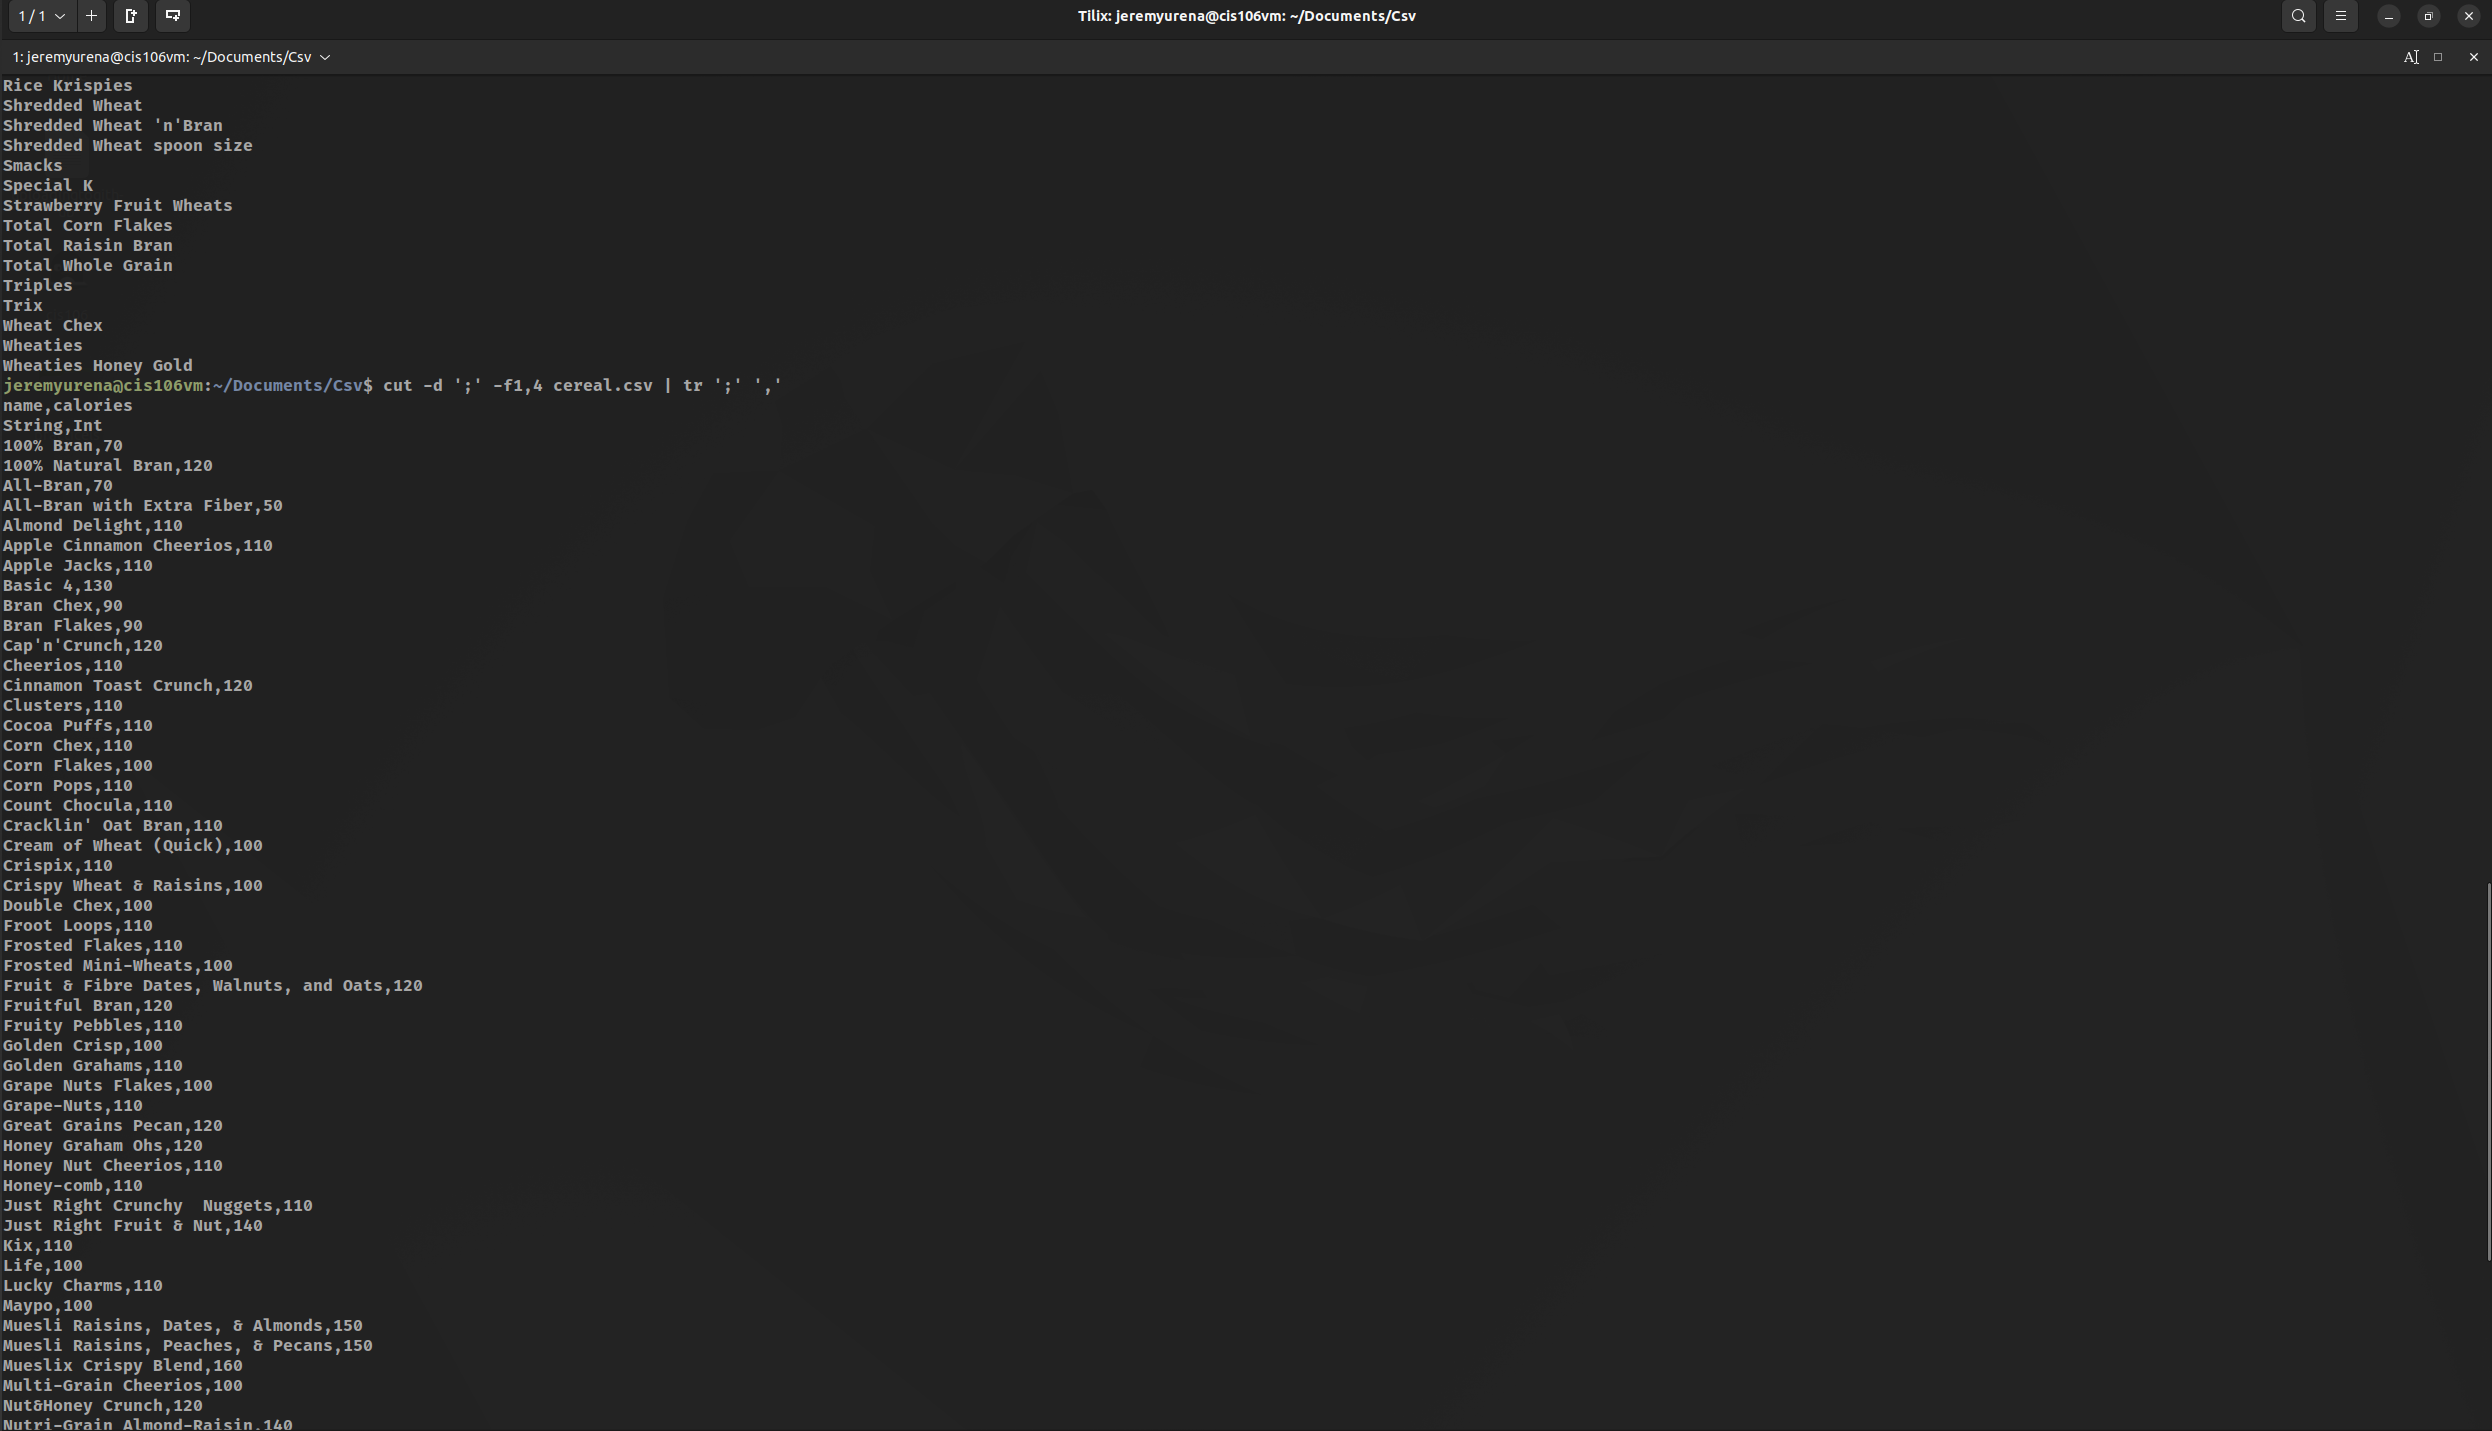 1 / 1
Tilix: jeremyurena@cis106vm: ~/Documents/Csv
1: jeremyurena@cis106vm: ~/Documents/Csv
Rice Krispies
Shredded Wheat
Shredded Wheat 'n'Bran
Shredded Wheat spoon size
Smacks
Special K
Strawberry Fruit Wheats
Total Corn Flakes
Total Raisin Bran
Total Whole Grain
Triples
Trix
Wheat Chex
Wheaties
Wheaties Honey Gold
jeremyurena@cis106vm:~/Documents/Csv$ cut -d ';' -f1,4 cereal.csv | tr ';' ','
name,calories
String,Int
100% Bran,70
100% Natural Bran,120
All-Bran,70
All-Bran with Extra Fiber,50
Almond Delight,110
Apple Cinnamon Cheerios,110
Apple Jacks,110
Basic 4,130
Bran Chex,90
Bran Flakes,90
Cap'n'Crunch,120
Cheerios,110
Cinnamon Toast Crunch,120
Clusters,110
Cocoa Puffs,110
Corn Chex,110
Corn Flakes,100
Corn Pops,110
Count Chocula,110
Cracklin' Oat Bran,110
Cream of Wheat (Quick),100
Crispix,110
Crispy Wheat & Raisins,100
Double Chex,100
Froot Loops,110
Frosted Flakes,110
Frosted Mini-Wheats,100
Fruit & Fibre Dates, Walnuts, and Oats,120
Fruitful Bran,120
Fruity Pebbles,110
Golden Crisp,100
Golden Grahams,110
Grape Nuts Flakes,100
Grape-Nuts,110
Great Grains Pecan,120
Honey Graham Ohs,120
Honey Nut Cheerios,110
Honey-comb,110
Just Right Crunchy  Nuggets,110
Just Right Fruit & Nut,140
Kix,110
Life,100
Lucky Charms,110
Maypo,100
Muesli Raisins, Dates, & Almonds,150
Muesli Raisins, Peaches, & Pecans,150
Mueslix Crispy Blend,160
Multi-Grain Cheerios,100
Nut&Honey Crunch,120
Nutri-Grain Almond-Raisin,140